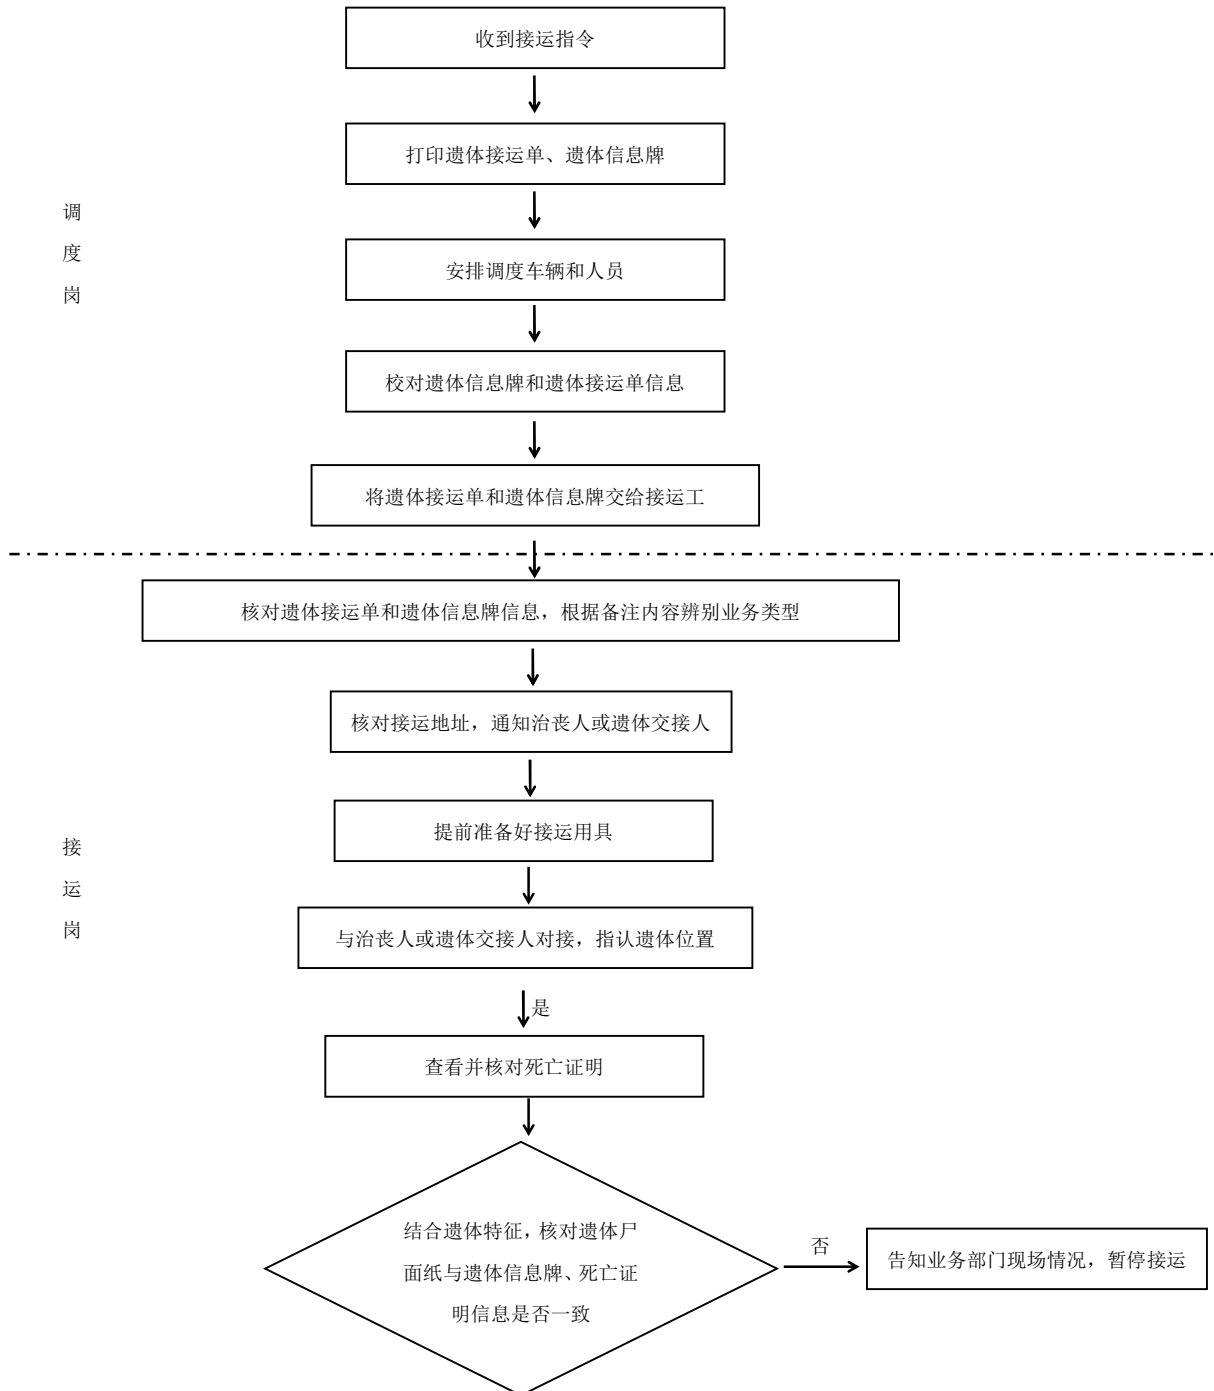 收到接运指令
打印遗体接运单、遗体信息牌
调
度
岗
安排调度车辆和人员
校对遗体信息牌和遗体接运单信息
将遗体接运单和遗体信息牌交给接运工
核对遗体接运单和遗体信息牌信息，根据备注内容辨别业务类型
核对接运地址，通知治丧人或遗体交接人
提前准备好接运用具
接
运
岗
与治丧人或遗体交接人对接，指认遗体位置
是
查看并核对死亡证明
结合遗体特征，核对遗体尸
面纸与遗体信息牌、死亡证
明信息是否一致
否
告知业务部门现场情况，暂停接运